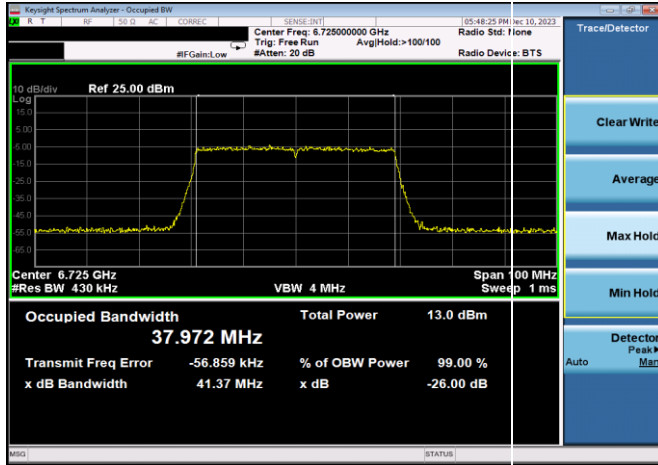 Keysight Spectrum Analyzer - Occupied BW
R T RF 50 Ω AC CORREC SENSE:INT 05:48:25 PM Dec 10, 2023
Center Freq: 6.725000000 GHz Radio Std: None
Trig: Free Run Avg|Hold:>100/100
#IFGain:Low #Atten: 20 dB Radio Device: BTS
Trace/Detector
10 dB/div Ref 25.00 dBm
Log
15.0
5.00
-5.00
-15.0
-25.0
-35.0
-45.0
-55.0
-65.0
Center 6.725 GHz Span 100 MHz
#Res BW 430 kHz VBW 4 MHz Sweep 1 ms
Occupied Bandwidth Total Power 13.0 dBm
37.972 MHz
Transmit Freq Error -56.859 kHz % of OBW Power 99.00 %
x dB Bandwidth 41.37 MHz x dB -26.00 dB
Clear Write
Average
Max Hold
Min Hold
Detector
Peak▶
Auto Man
MSG STATUS